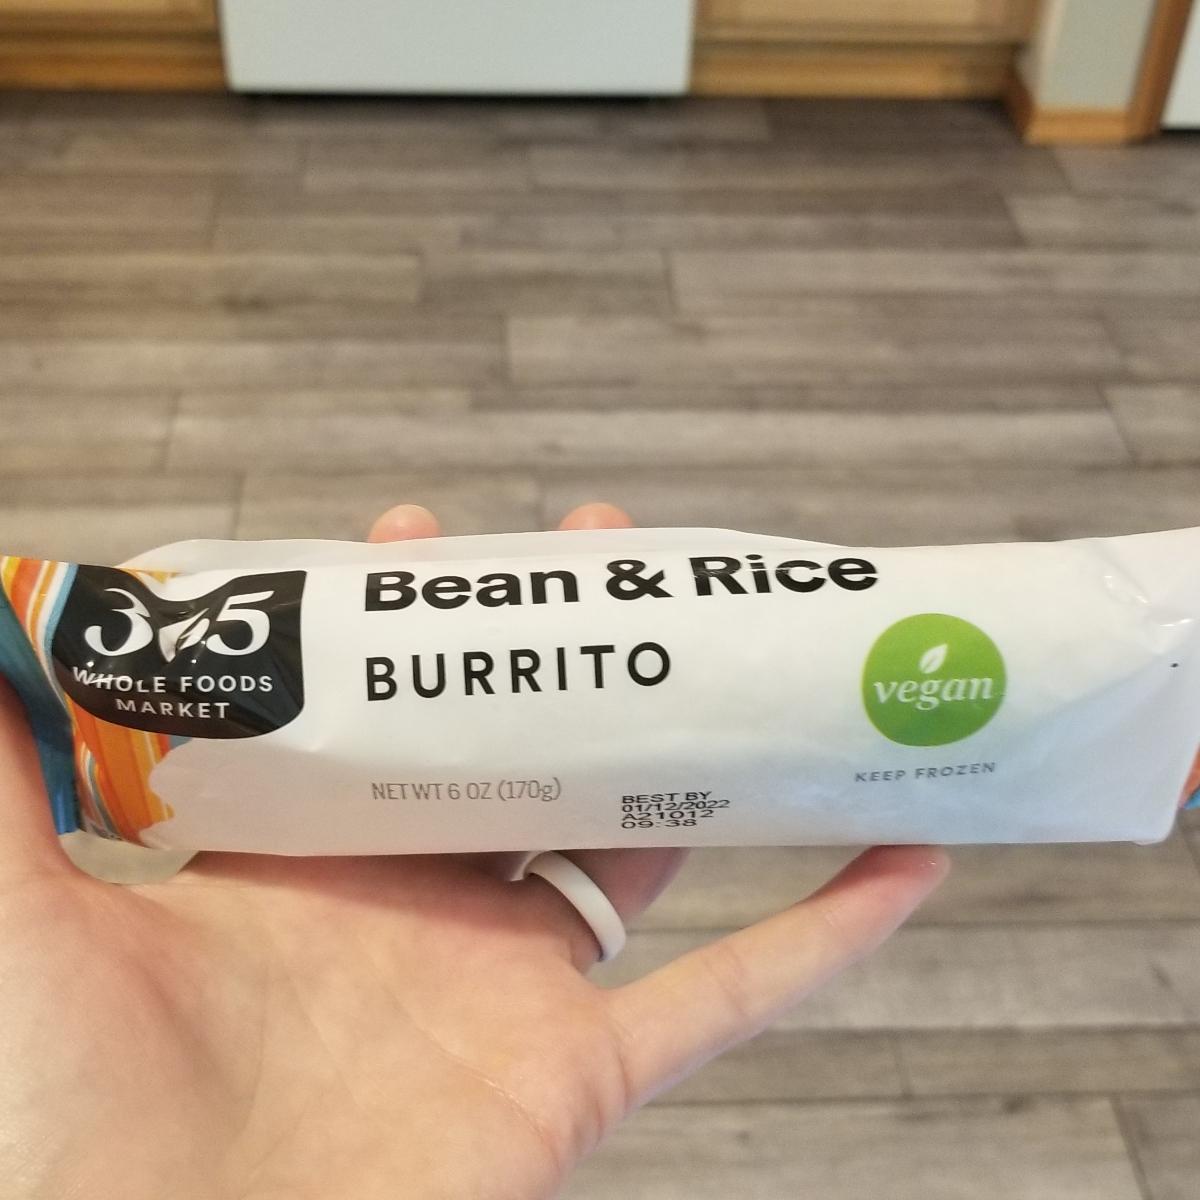 365
WHOLE FOODS
MARKET
Bean & Rice
BURRITO
NET WT 6 OZ (170g)
BEST BY
01/12/2022
A21012
09:38
vegan
KEEP FROZEN